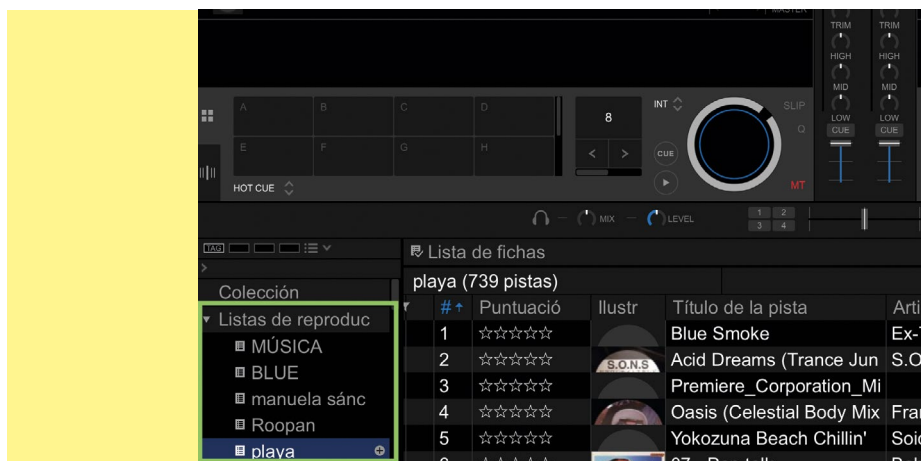 MASTER
TRIM TRIM
HIGH HIGH
MID MID
LOW LOW
CUE CUE
A B C D
E F G H
HOT CUE
8
< >
INT
CUE
SLIP
Q
MT
MIX LEVEL
1 2
3 4
TAG
Lista de fichas
playa (739 pistas)
Colección
Listas de reproduc
MÚSICA
BLUE
manuela sánc
Roopan
playa
# Puntuació Ilustr Título de la pista Arti
1 Blue Smoke Ex-
2 S.O.N.S Acid Dreams (Trance Jun S.O
3 Premiere_Corporation_Mi
4 Oasis (Celestial Body Mix Fra
5 Yokozuna Beach Chillin' Soi